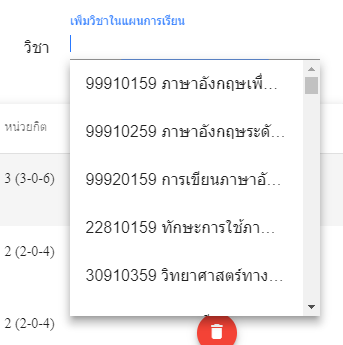 เพิ่มวิชาในแผนการเรียน
วิชา
99910159 ภาษาอังกฤษเพื่...
หน่วยกิต
99910259 ภาษาอังกฤษระดั...
3 (3-0-6)
99920159 การเขียนภาษาอั...
22810159 ทักษะการใช้ภา...
2 (2-0-4)
30910359 วิทยาศาสตร์ทาง...
2 (2-0-4)